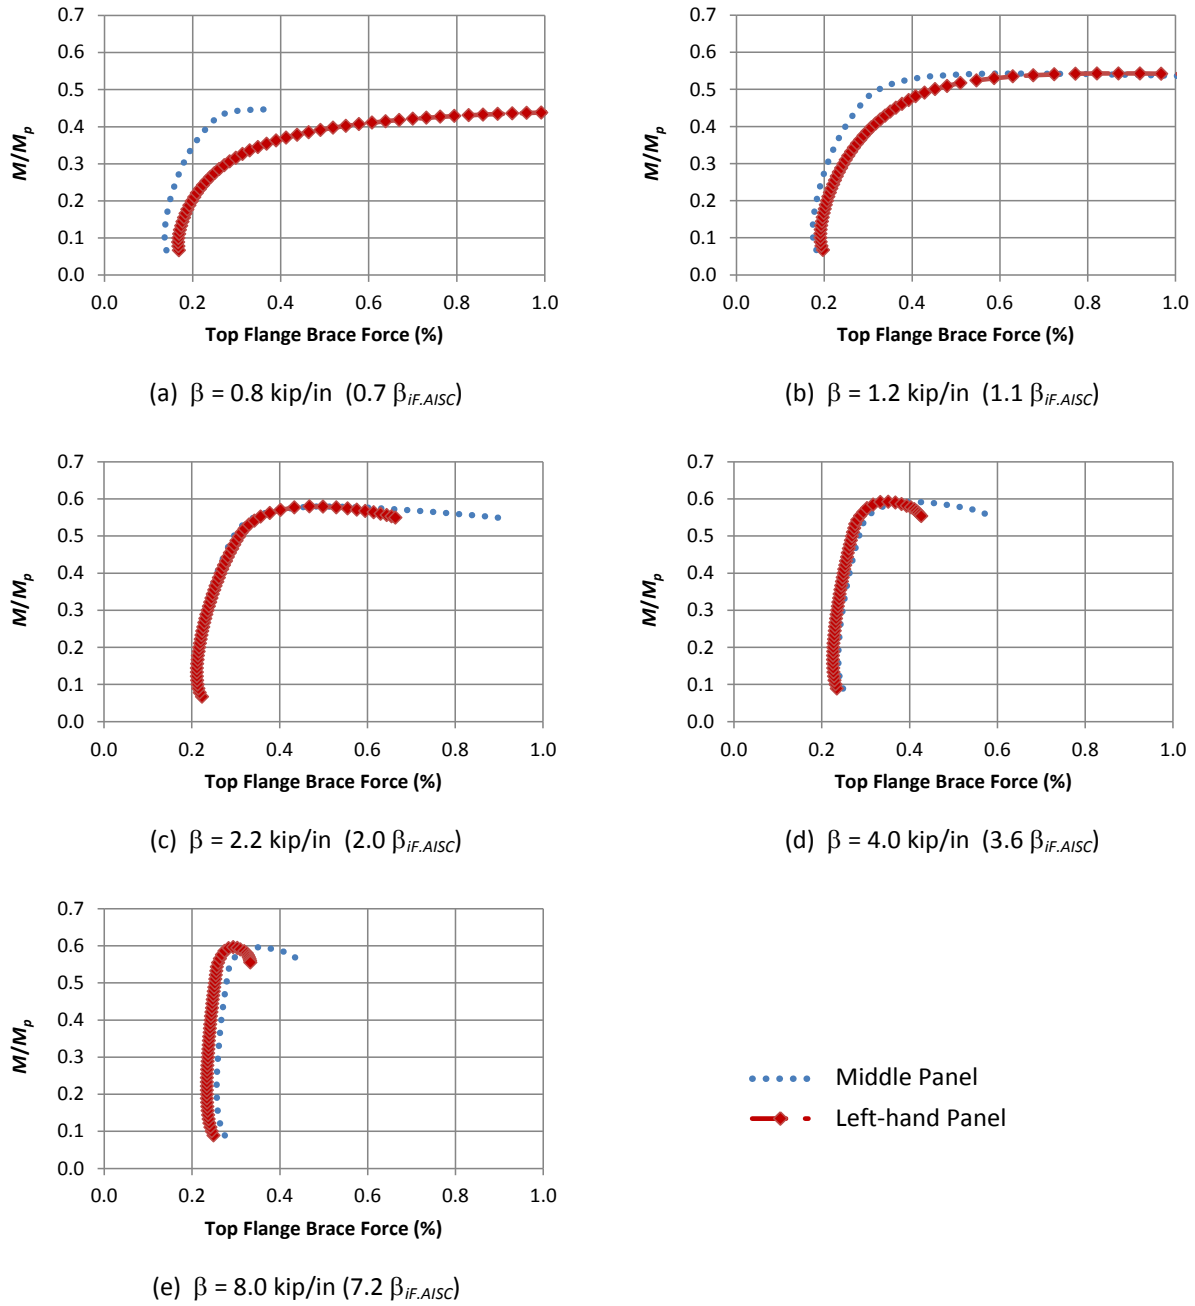 0.7
0.6
0.5
0.4
0.3
0.2
0.1
0.0
M/Mp
0.0 0.2 0.4 0.6 0.8 1.0
Top Flange Brace Force (%)
(a) β = 0.8 kip/in (0.7 βiF.AISC)
0.7
0.6
0.5
0.4
0.3
0.2
0.1
0.0
M/Mp
0.0 0.2 0.4 0.6 0.8 1.0
Top Flange Brace Force (%)
(b) β = 1.2 kip/in (1.1 βiF.AISC)
0.7
0.6
0.5
0.4
0.3
0.2
0.1
0.0
M/Mp
0.0 0.2 0.4 0.6 0.8 1.0
Top Flange Brace Force (%)
(c) β = 2.2 kip/in (2.0 βiF.AISC)
0.7
0.6
0.5
0.4
0.3
0.2
0.1
0.0
M/Mp
0.0 0.2 0.4 0.6 0.8 1.0
Top Flange Brace Force (%)
(d) β = 4.0 kip/in (3.6 βiF.AISC)
0.7
0.6
0.5
0.4
0.3
0.2
0.1
0.0
M/Mp
0.0 0.2 0.4 0.6 0.8 1.0
Top Flange Brace Force (%)
(e) β = 8.0 kip/in (7.2 βiF.AISC)
Middle Panel
Left-hand Panel